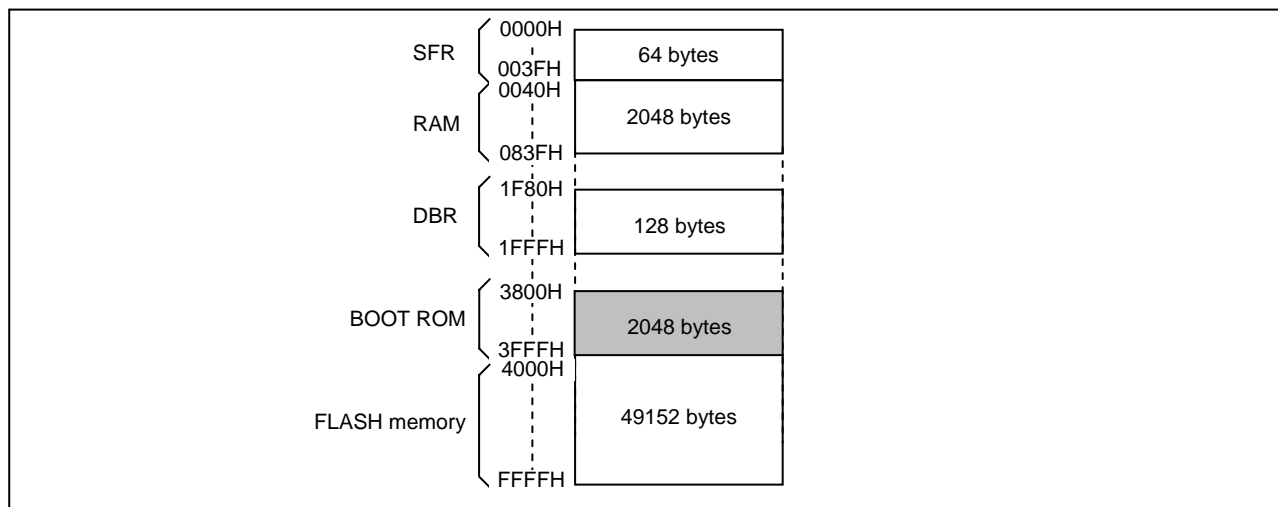 0000H
SFR
64 bytes
003FH
0040H
RAM
2048 bytes
083FH
1F80H
DBR
128 bytes
1FFFH
3800H
BOOT ROM
2048 bytes
3FFFH
4000H
FLASH memory
49152 bytes
FFFFH